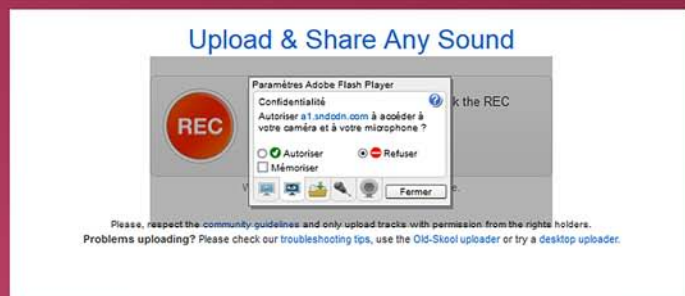 Upload & Share Any Sound
REC
k the REC
Paramètres Adobe Flash Player
Confidentialité
Autoriser a1.sndcdn.com à accéder à
votre caméra et à votre microphone ?
Autoriser
Refuser
Mémoriser
Fermer
Please, respect the community guidelines and only upload tracks with permission from the rights holders.
Problems uploading? Please check our troubleshooting tips, use the Old-Skool uploader or try a desktop uploader.